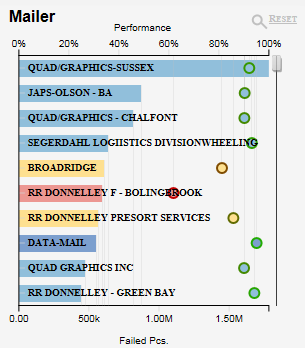 Mailer
Reset
Performance
0% 20% 40% 60% 80% 100%
QUAD/GRAPHICS-SUSSEX
JAPS-OLSON - BA
QUAD/GRAPHICS - CHALFONT
SEGERDAHL LOGIISTICS DIVISIONWHEELING
BROADRIDGE
RR DONNELLEY F - BOLINGBROOK
RR DONNELLEY PRESORT SERVICES
DATA-MAIL
QUAD GRAPHICS INC
RR DONNELLEY - GREEN BAY
0.00 500k 1.00M 1.50M
Failed Pcs.